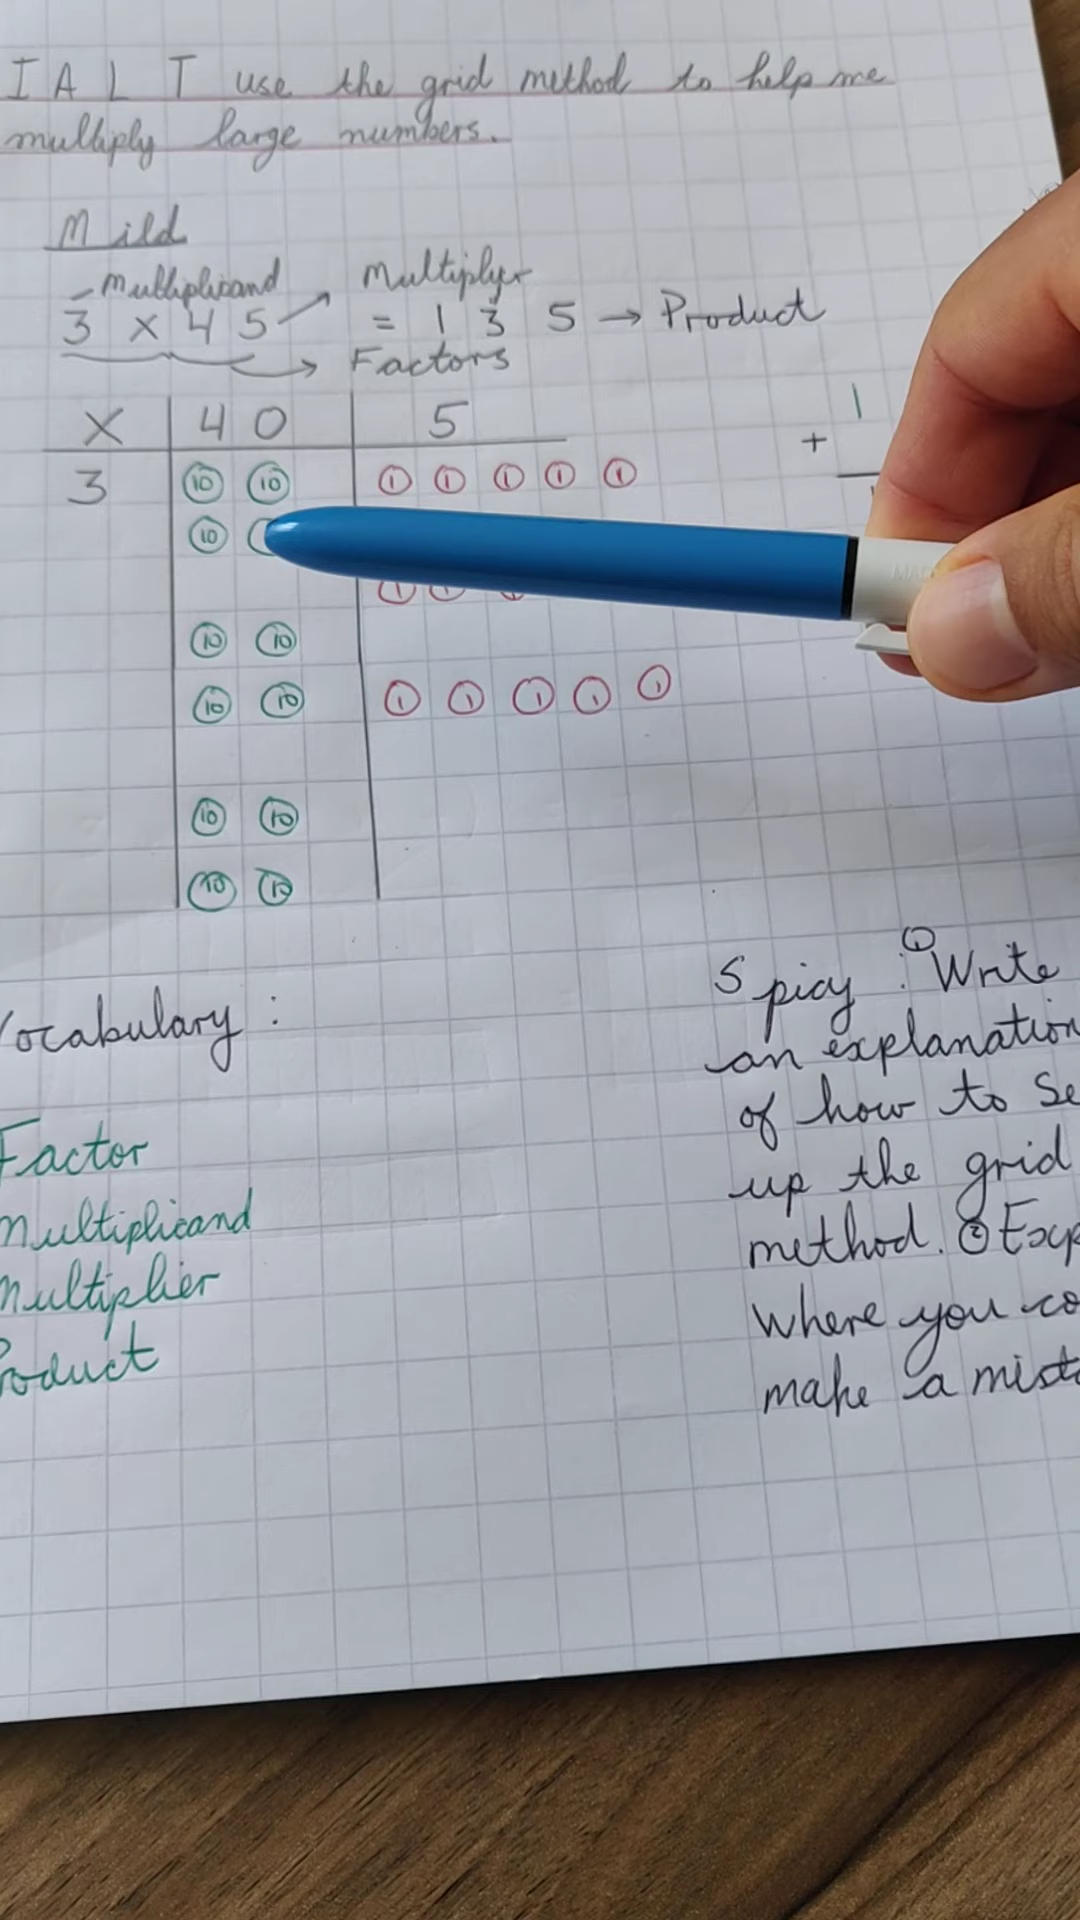 I A L T use the grid method to help me
multiply large numbers.
Mild
Multiplicand Multiplyer
3 x 4 5 = 1 3 5 → Product
Factors
X 4 0 5
1
+
3 10 10 1 1 1 1 1
10
1 1
10 10
10 10 1 1 1 1 1
10 10
10 10
Vocabulary :
Factor
Multiplicand
Multiplier
Product
Spicy : ① Write
an explanation
of how to se
up the grid
method. ② Exp
where you co
make a mist